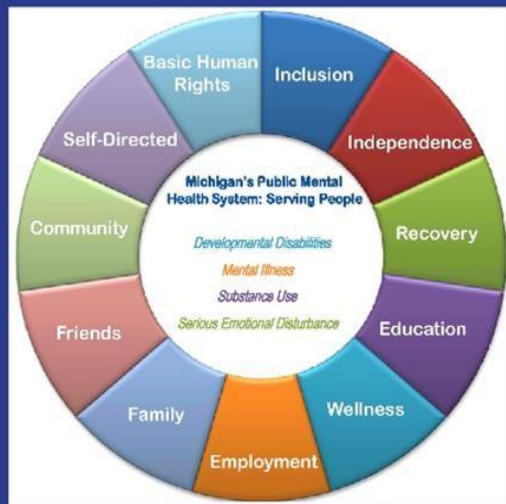 Michigan's Public Mental
Health System: Serving People
Developmental Disabilities
Mental Illness
Substance Use
Serious Emotional Disturbance
Inclusion
Independence
Recovery
Education
Wellness
Employment
Family
Friends
Community
Self-Directed
Basic Human
Rights